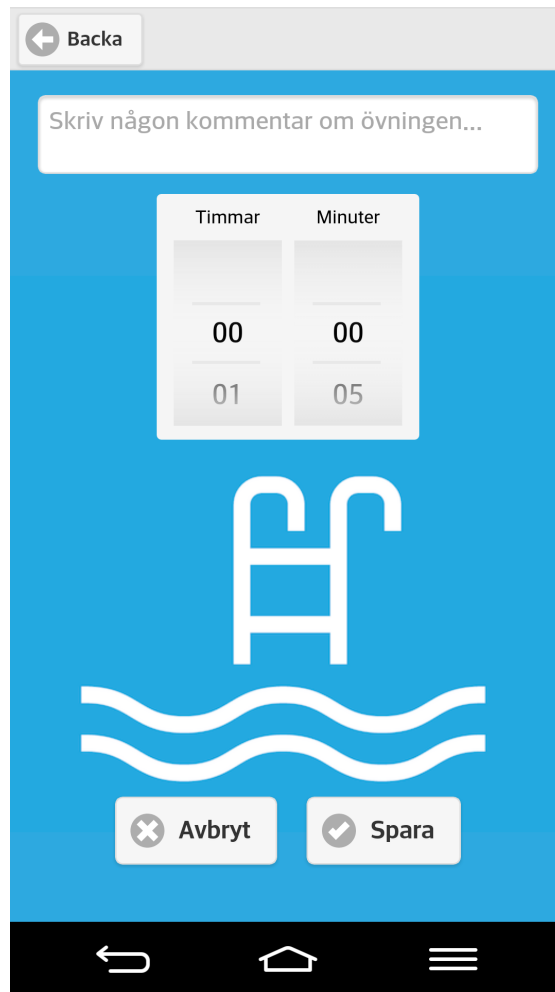 Backa
Skriv någon kommentar om övningen...
Timmar Minuter
00 00
01 05
Avbryt Spara